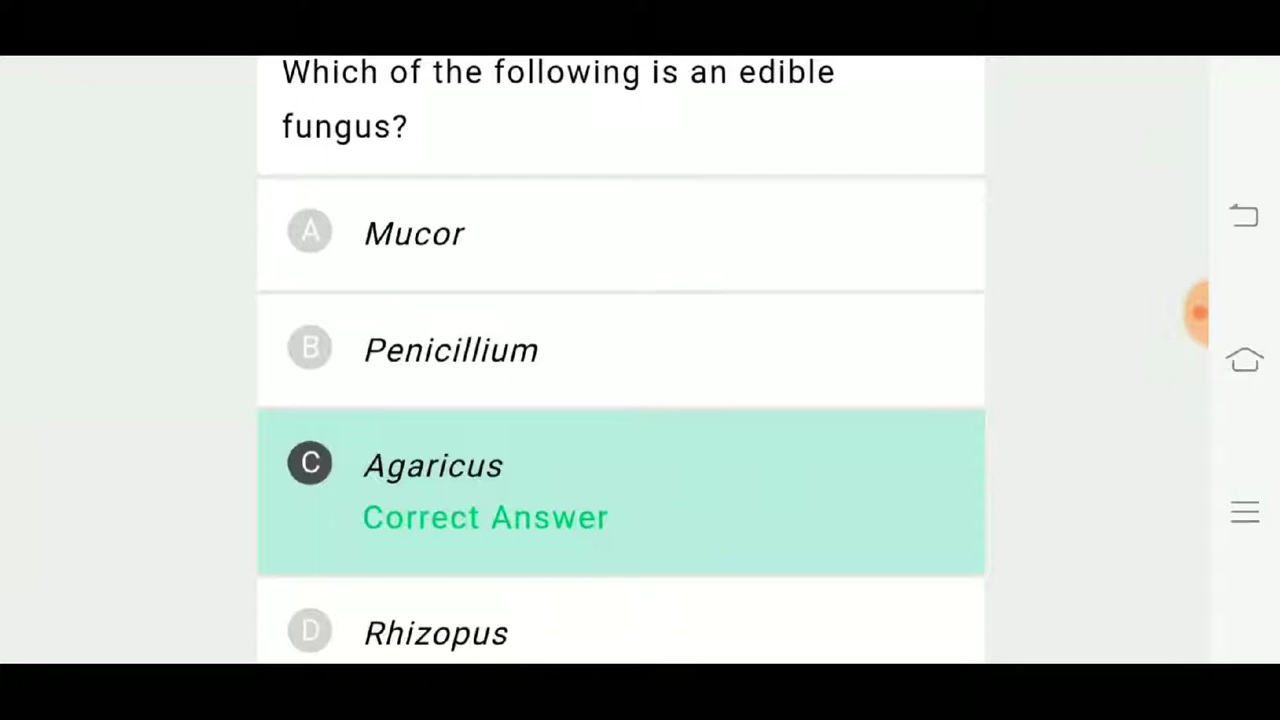 Which of the following is an edible
fungus?
A Mucor
B Penicillium
C Agaricus
Correct Answer
D Rhizopus